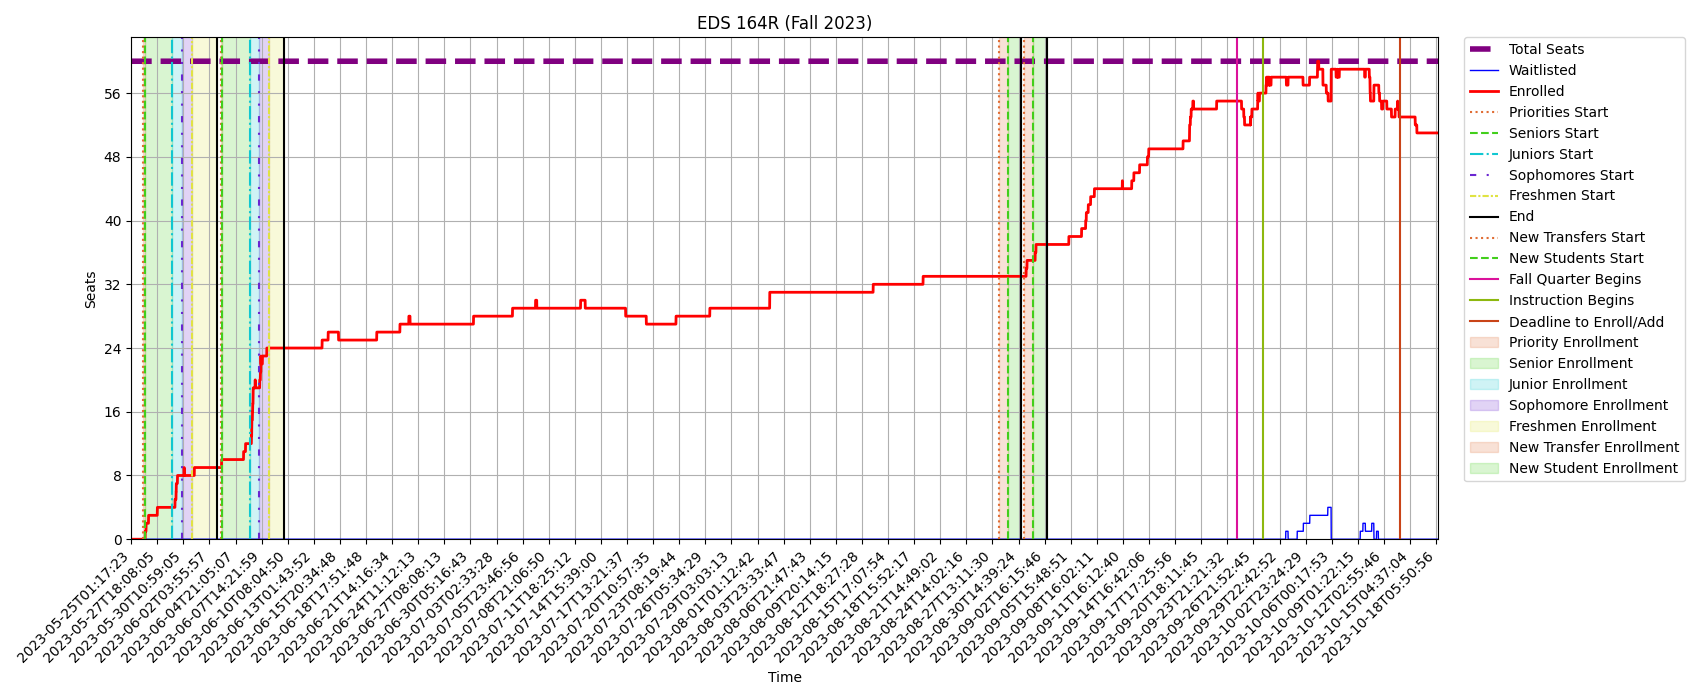 EDS 164R (Fall 2023)
Seats
56
48
40
32
24
16
8
0
2023-05-25T01:17:23
2023-05-27T18:08:05
2023-05-30T10:59:05
2023-06-02T03:55:57
2023-06-04T21:05:07
2023-06-07T14:21:59
2023-06-10T08:04:50
2023-06-13T01:43:52
2023-06-15T20:34:48
2023-06-18T17:51:48
2023-06-21T14:16:34
2023-06-24T11:12:13
2023-06-27T08:08:13
2023-06-30T05:16:43
2023-07-03T02:33:28
2023-07-05T23:46:56
2023-07-08T21:06:50
2023-07-11T18:25:12
2023-07-14T15:39:00
2023-07-17T13:21:37
2023-07-20T10:57:35
2023-07-23T08:19:44
2023-07-26T05:34:29
2023-07-29T03:03:13
2023-08-01T01:12:42
2023-08-03T23:33:47
2023-08-06T21:47:43
2023-08-09T20:14:15
2023-08-12T18:27:28
2023-08-15T17:07:54
2023-08-18T15:52:17
2023-08-21T14:49:02
2023-08-24T14:02:16
2023-08-27T13:11:30
2023-08-30T14:39:24
2023-09-02T16:15:46
2023-09-05T15:48:51
2023-09-08T16:02:11
2023-09-11T16:12:40
2023-09-14T16:42:06
2023-09-17T17:25:56
2023-09-20T18:11:45
2023-09-23T21:21:32
2023-09-26T21:52:45
2023-09-29T22:42:52
2023-10-02T23:24:29
2023-10-06T00:17:53
2023-10-09T01:22:15
2023-10-12T02:55:46
2023-10-15T04:37:04
2023-10-18T05:50:56
Time
Total Seats
Waitlisted
Enrolled
Priorities Start
Seniors Start
Juniors Start
Sophomores Start
Freshmen Start
End
New Transfers Start
New Students Start
Fall Quarter Begins
Instruction Begins
Deadline to Enroll/Add
Priority Enrollment
Senior Enrollment
Junior Enrollment
Sophomore Enrollment
Freshmen Enrollment
New Transfer Enrollment
New Student Enrollment